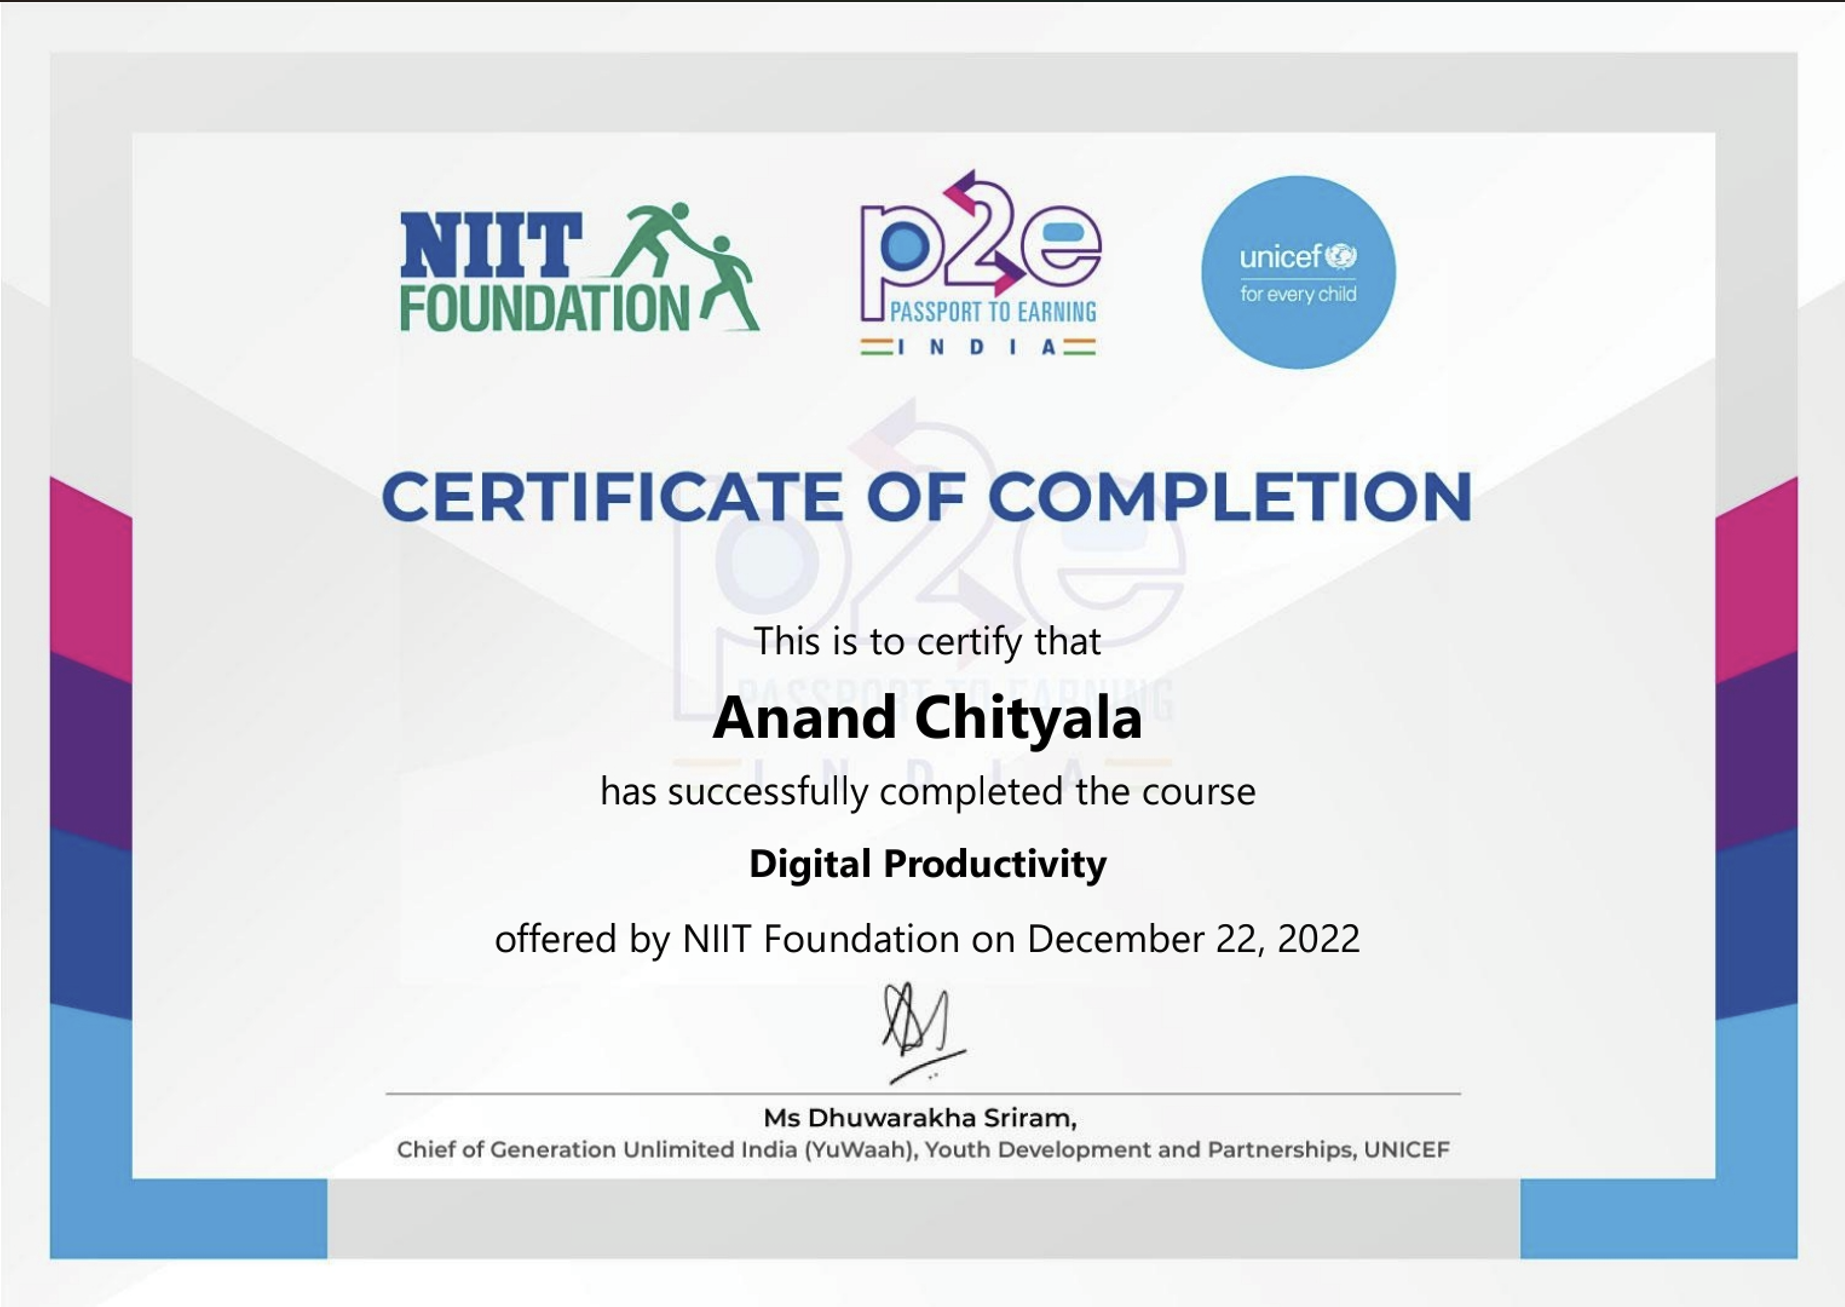 NIIT
FOUNDATION
p2e
PASSPORT TO EARNING
INDIA
unicef
for every child
CERTIFICATE OF COMPLETION
This is to certify that
Anand Chityala
has successfully completed the course
Digital Productivity
offered by NIIT Foundation on December 22, 2022
Ms Dhuwarakha Sriram,
Chief of Generation Unlimited India (YuWaah), Youth Development and Partnerships, UNICEF